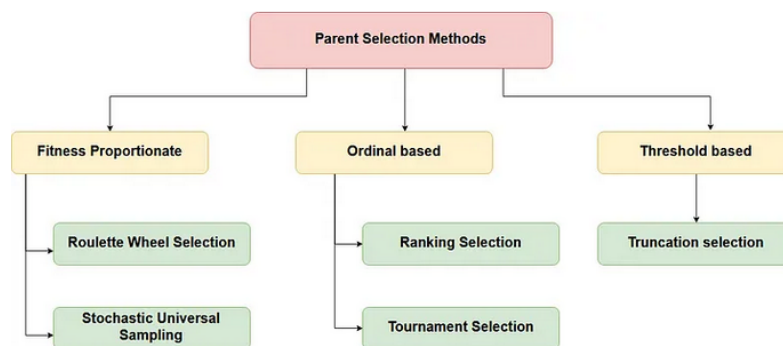 Parent Selection Methods
Fitness Proportionate
Ordinal based
Threshold based
Roulette Wheel Selection
Ranking Selection
Truncation selection
Stochastic Universal
Sampling
Tournament Selection